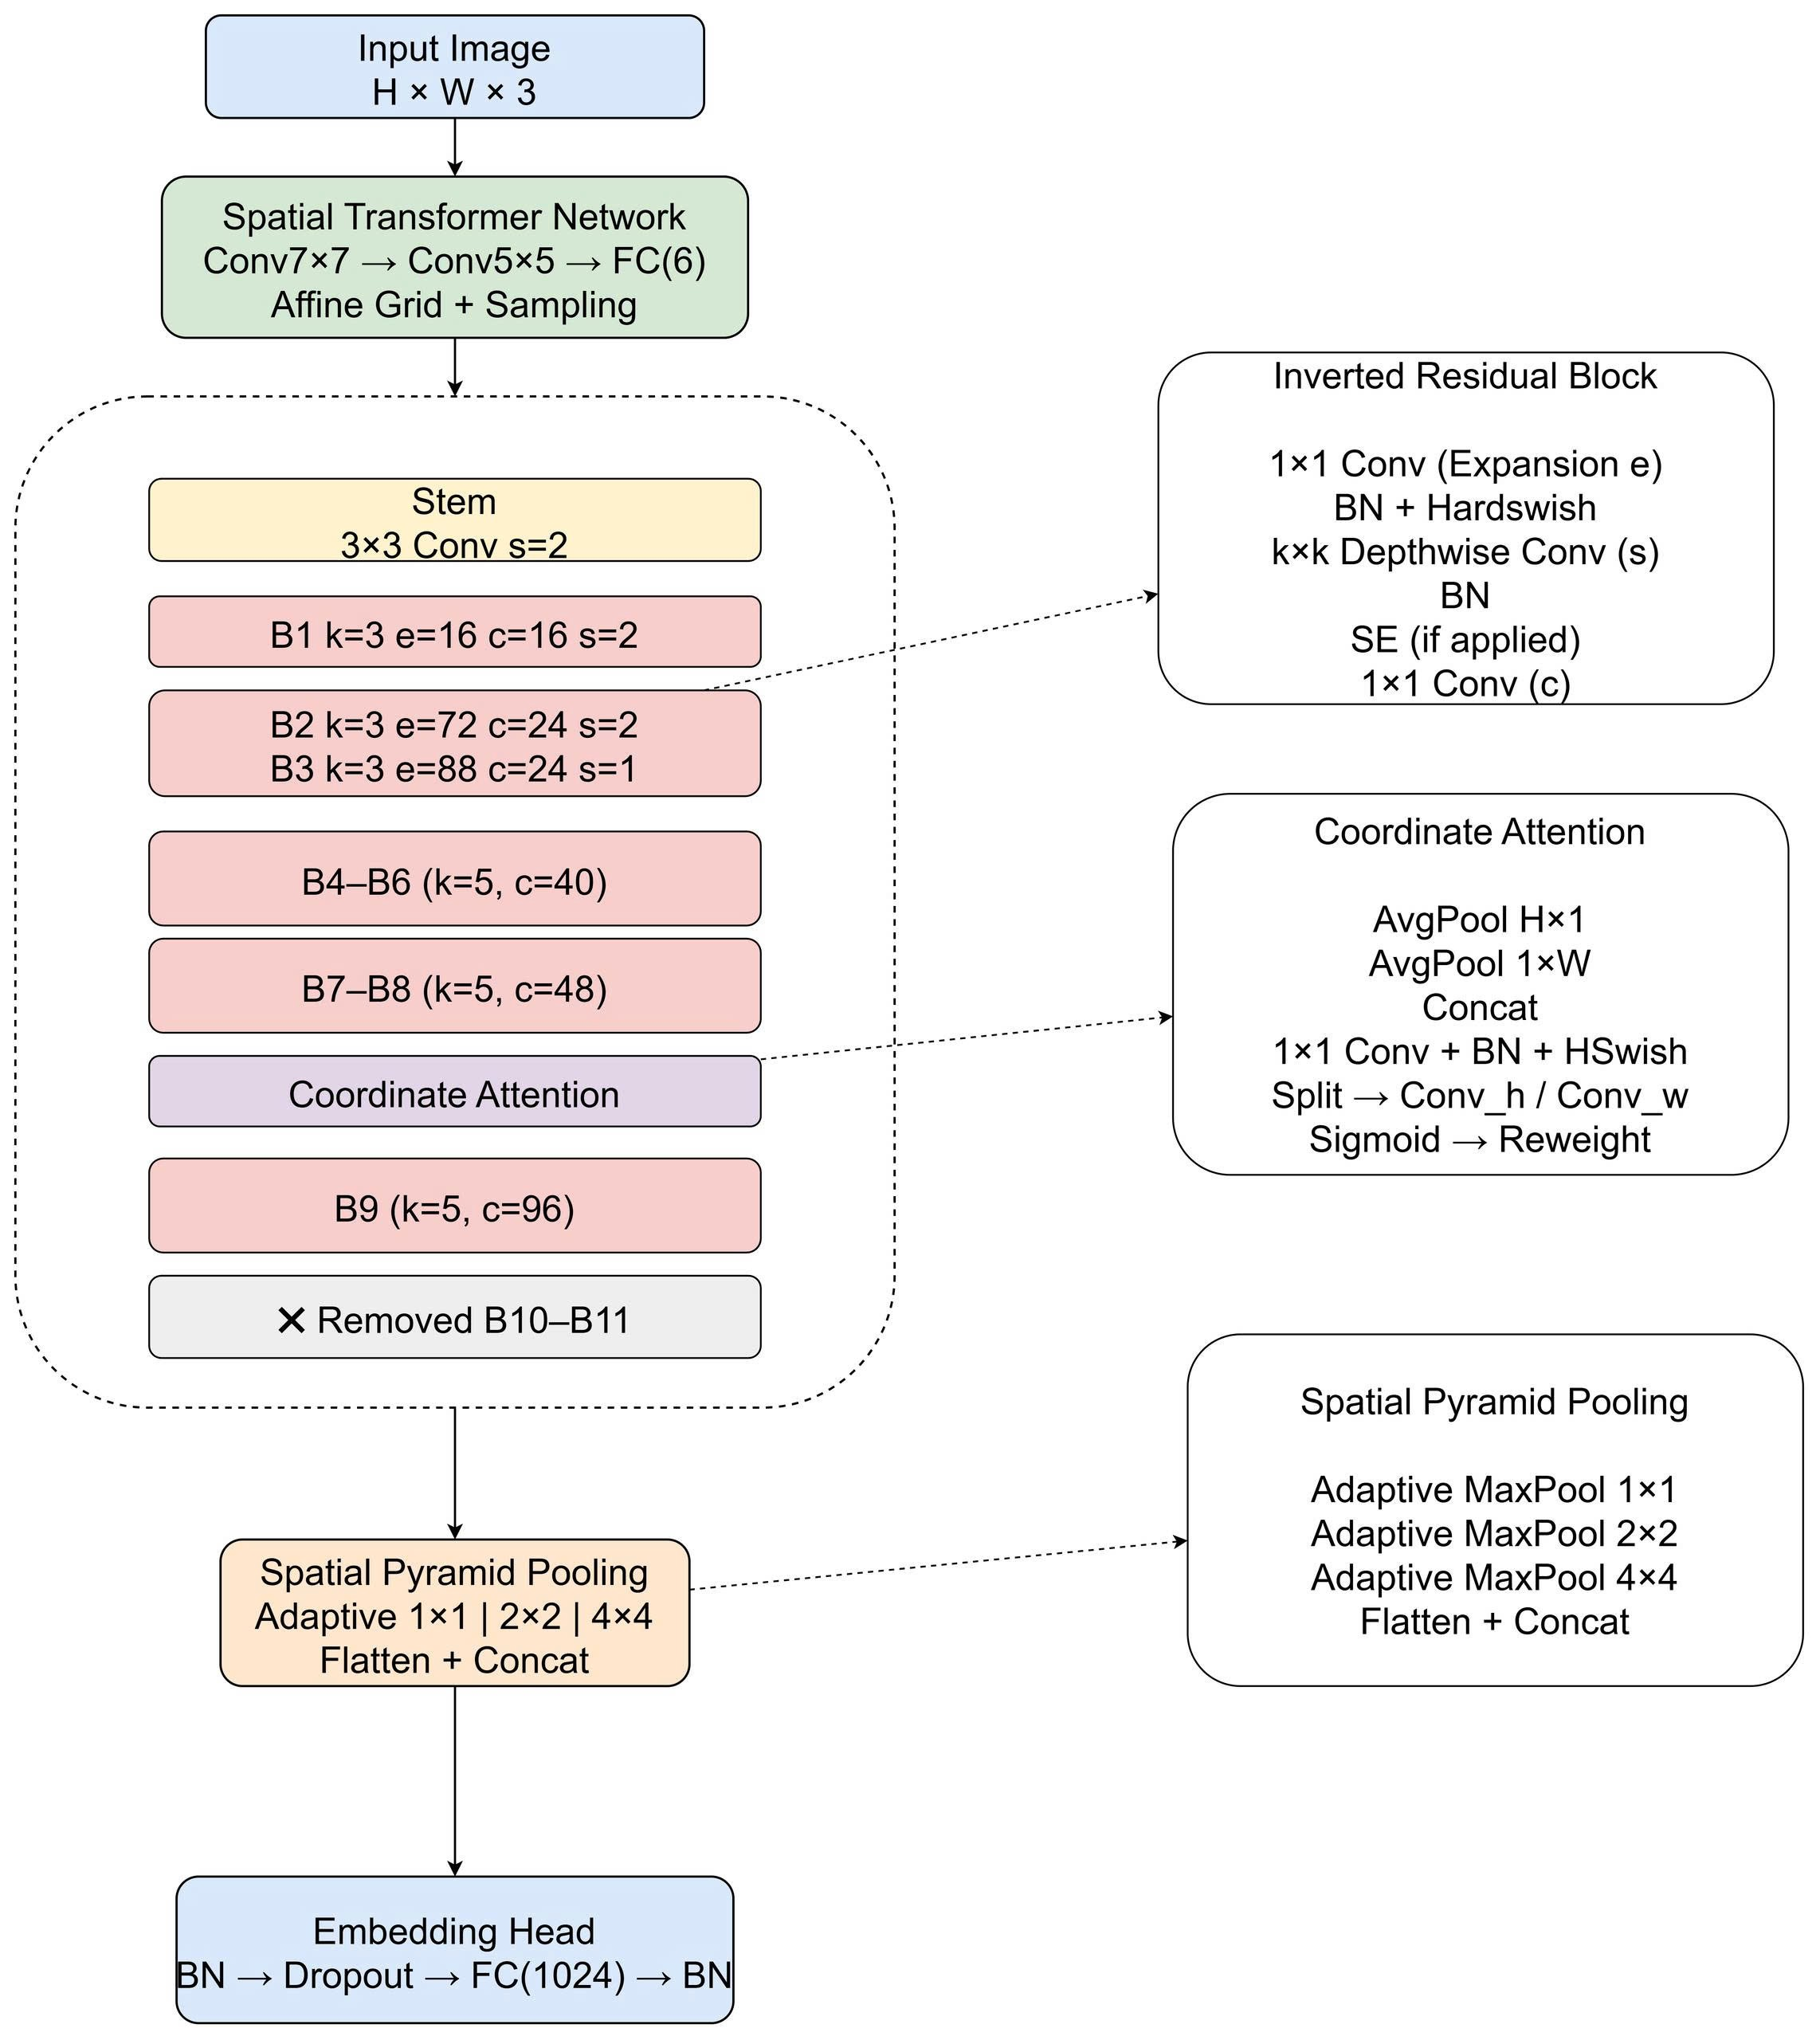 Input Image
H × W × 3
Spatial Transformer Network
Conv7×7 → Conv5×5 → FC(6)
Affine Grid + Sampling
Stem
3×3 Conv s=2
B1 k=3 e=16 c=16 s=2
B2 k=3 e=72 c=24 s=2
B3 k=3 e=88 c=24 s=1
B4–B6 (k=5, c=40)
B7–B8 (k=5, c=48)
Coordinate Attention
B9 (k=5, c=96)
❌ Removed B10–B11
Spatial Pyramid Pooling
Adaptive 1×1 | 2×2 | 4×4
Flatten + Concat
Embedding Head
BN → Dropout → FC(1024) → BN
Inverted Residual Block
1×1 Conv (Expansion e)
BN + Hardswish
k×k Depthwise Conv (s)
BN
SE (if applied)
1×1 Conv (c)
Coordinate Attention
AvgPool H×1
AvgPool 1×W
Concat
1×1 Conv + BN + HSwish
Split → Conv_h / Conv_w
Sigmoid → Reweight
Spatial Pyramid Pooling
Adaptive MaxPool 1×1
Adaptive MaxPool 2×2
Adaptive MaxPool 4×4
Flatten + Concat